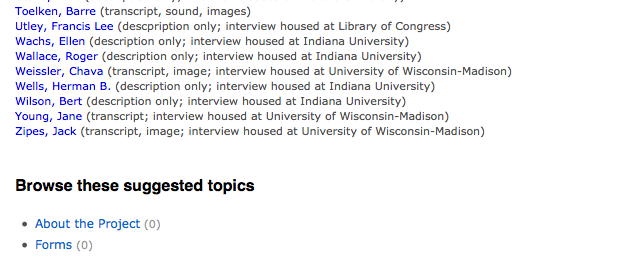 Toelken, Barre (transcript, sound, images)
Utley, Francis Lee (descpription only; interview housed at Library of Congress)
Wachs, Ellen (description only; interview housed at Indiana University)
Wallace, Roger (description only; interview housed at Indiana University)
Weissler, Chava (transcript, image; interview housed at University of Wisconsin-Madison)
Wells, Herman B. (description only; interview housed at Indiana University)
Wilson, Bert (description only; interview housed at Indiana University)
Young, Jane (transcript; interview housed at University of Wisconsin-Madison)
Zipes, Jack (transcript, image; interview housed at University of Wisconsin-Madison)
Browse these suggested topics
• About the Project (0)
• Forms (0)